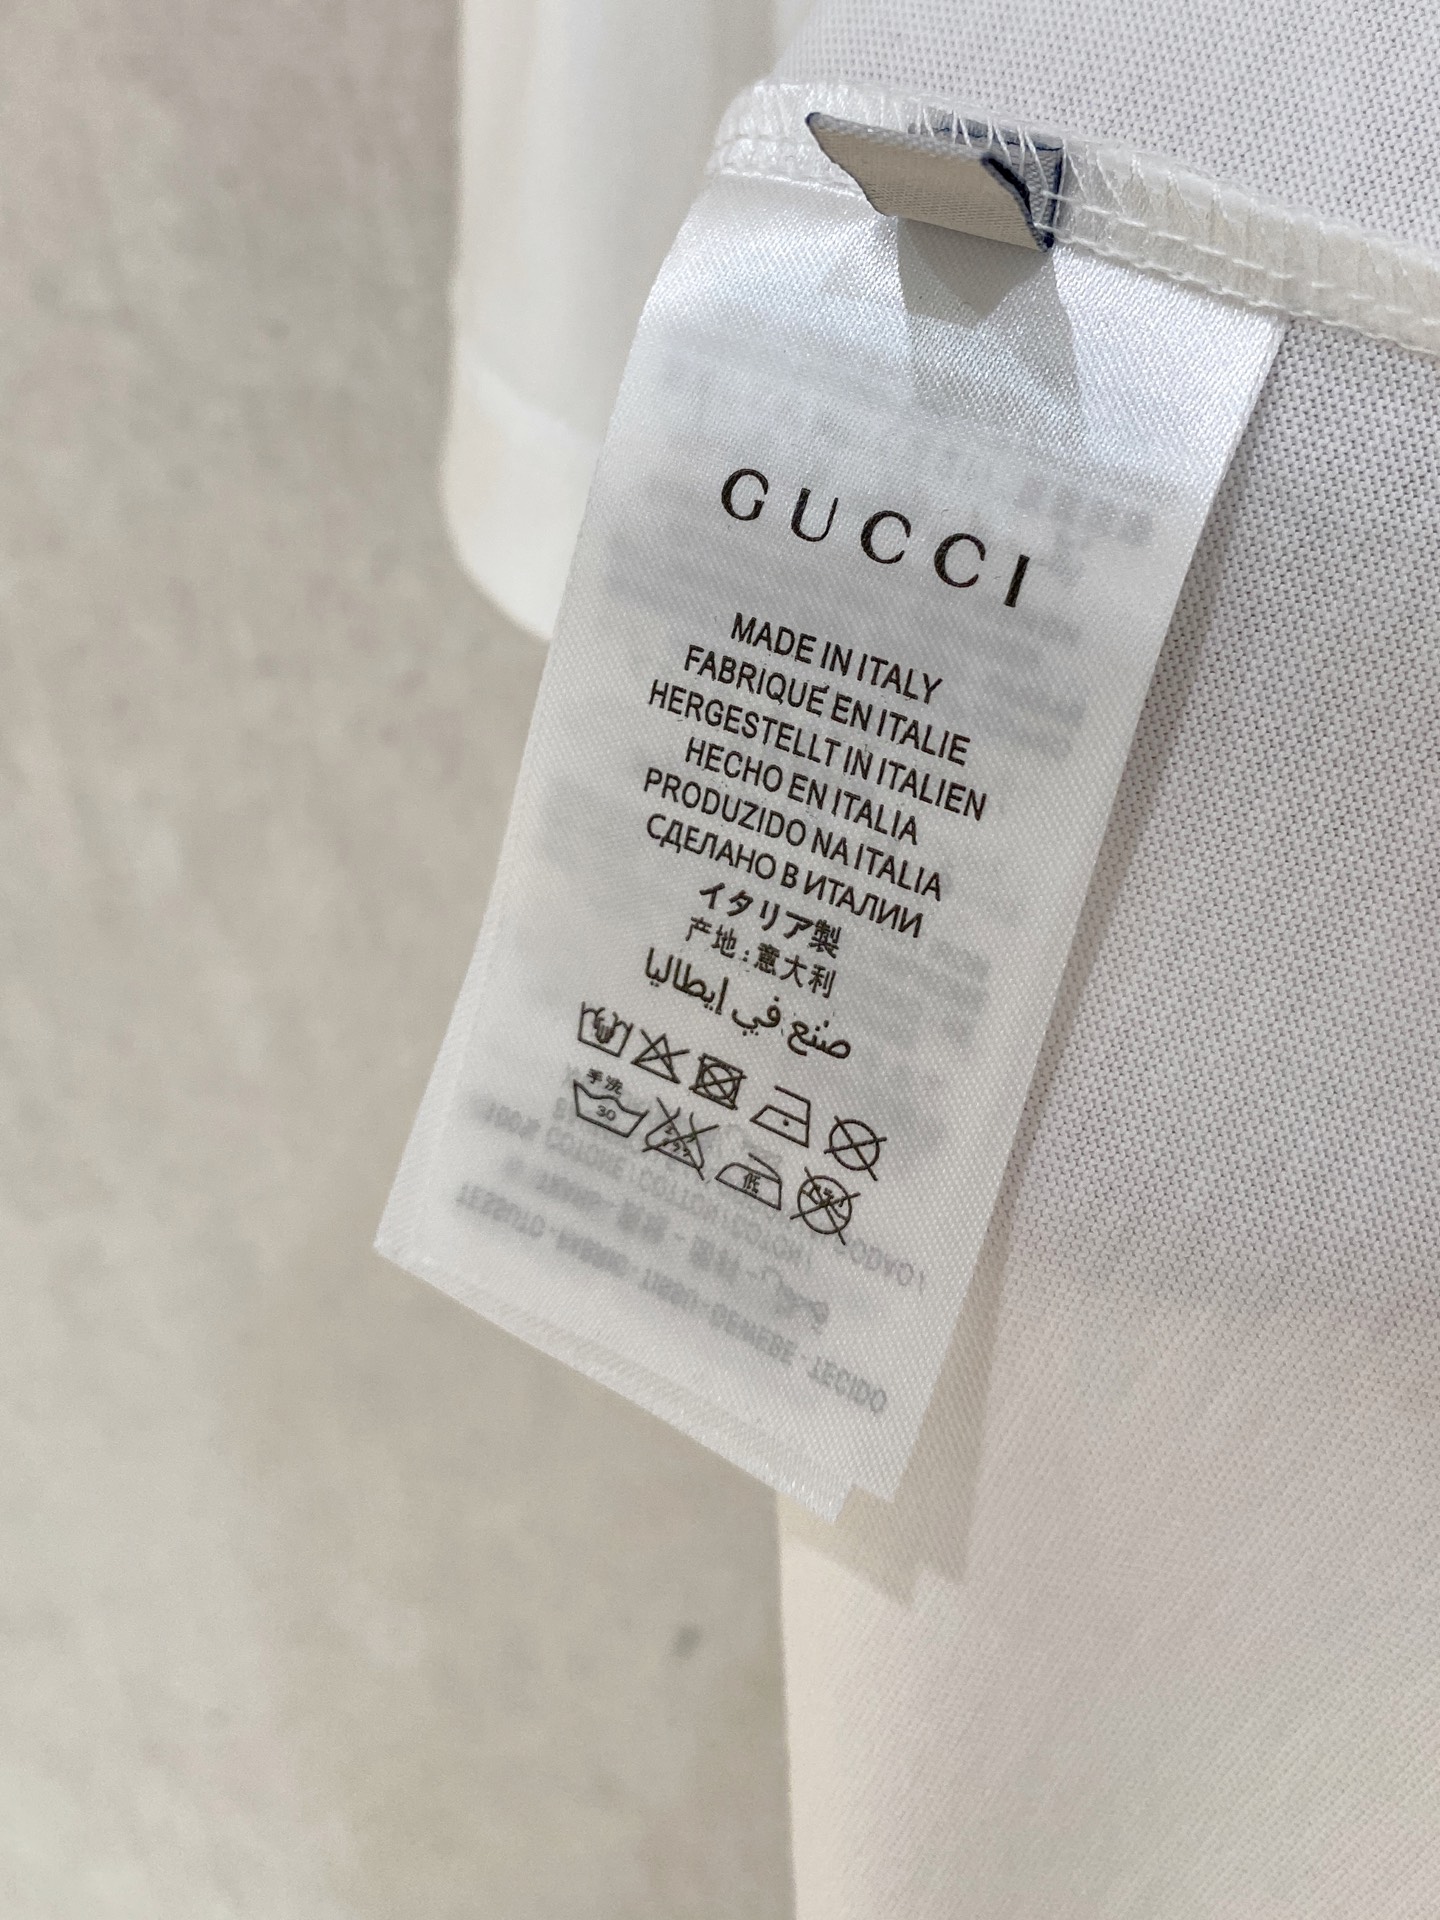 GUCCI
MADE IN ITALY
FABRIQUÉ EN ITALIE
HERGESTELLT IN ITALIEN
HECHO EN ITALIA
PRODUZIDO NA ITALIA
СДЕЛАНО В ИТАЛИИ
イタリア製
产地:意大利
صنع في ايطاليا
手洗
30
低